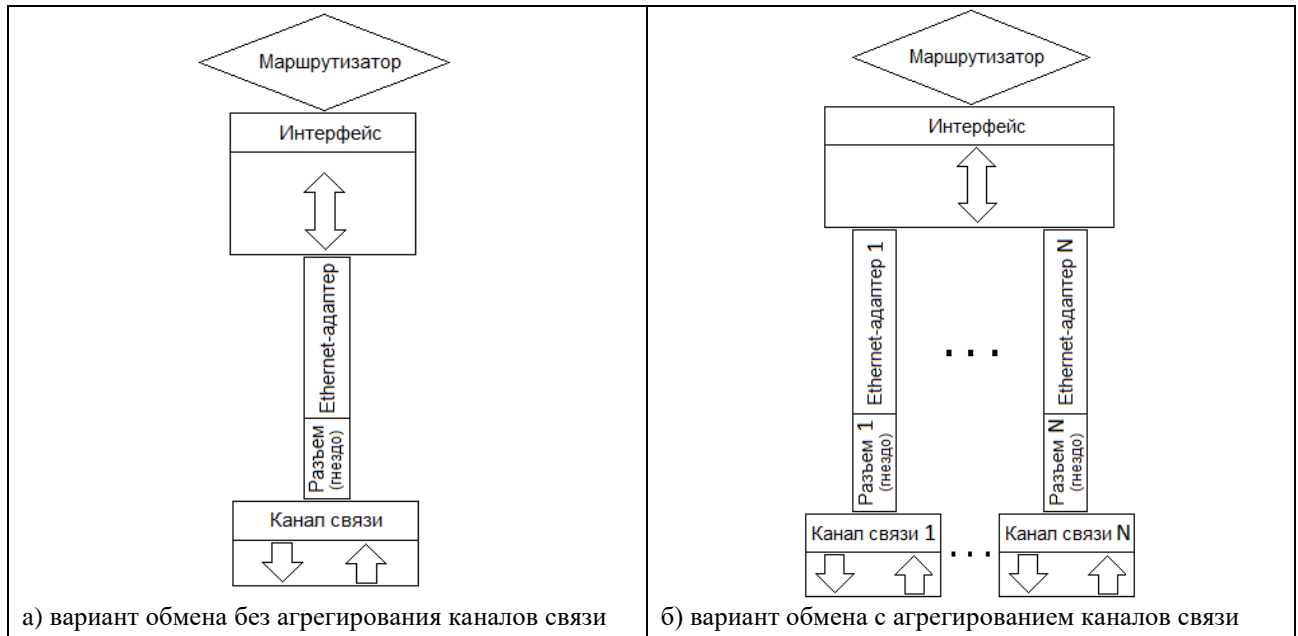 Маршрутизатор
Интерфейс
Ethernet-адаптер
Разъем
(гнездо)
Канал связи
а) вариант обмена без агрегирования каналов связи
Маршрутизатор
Интерфейс
Ethernet-адаптер 1
Ethernet-адаптер N
. . .
Разъем 1
(гнездо)
Разъем N
(гнездо)
Канал связи 1
. . .
Канал связи N
б) вариант обмена с агрегированием каналов связи